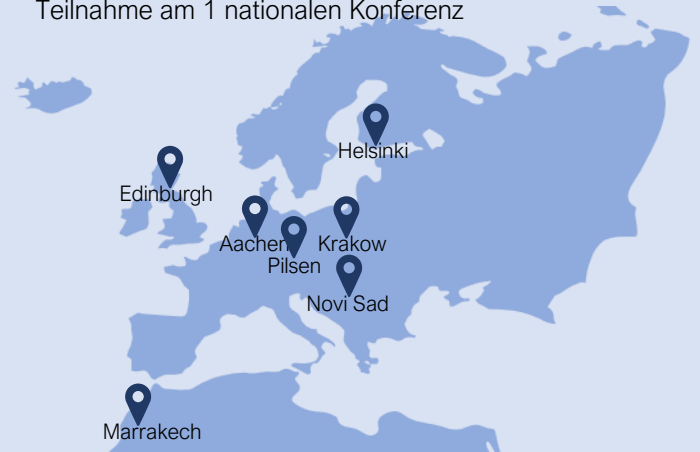 Teilnahme am 1 nationalen Konferenz
Helsinki
Edinburgh
Aachen
Krakow
Pilsen
Novi Sad
Marrakech